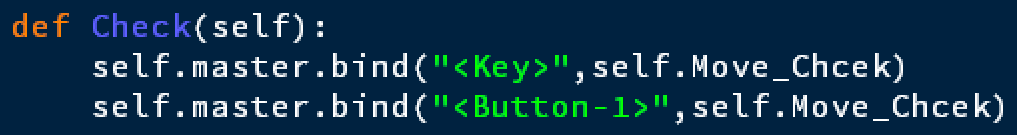 def Check(self):
    self.master.bind("<Key>",self.Move_Chcek)
    self.master.bind("<Button-1>",self.Move_Chcek)